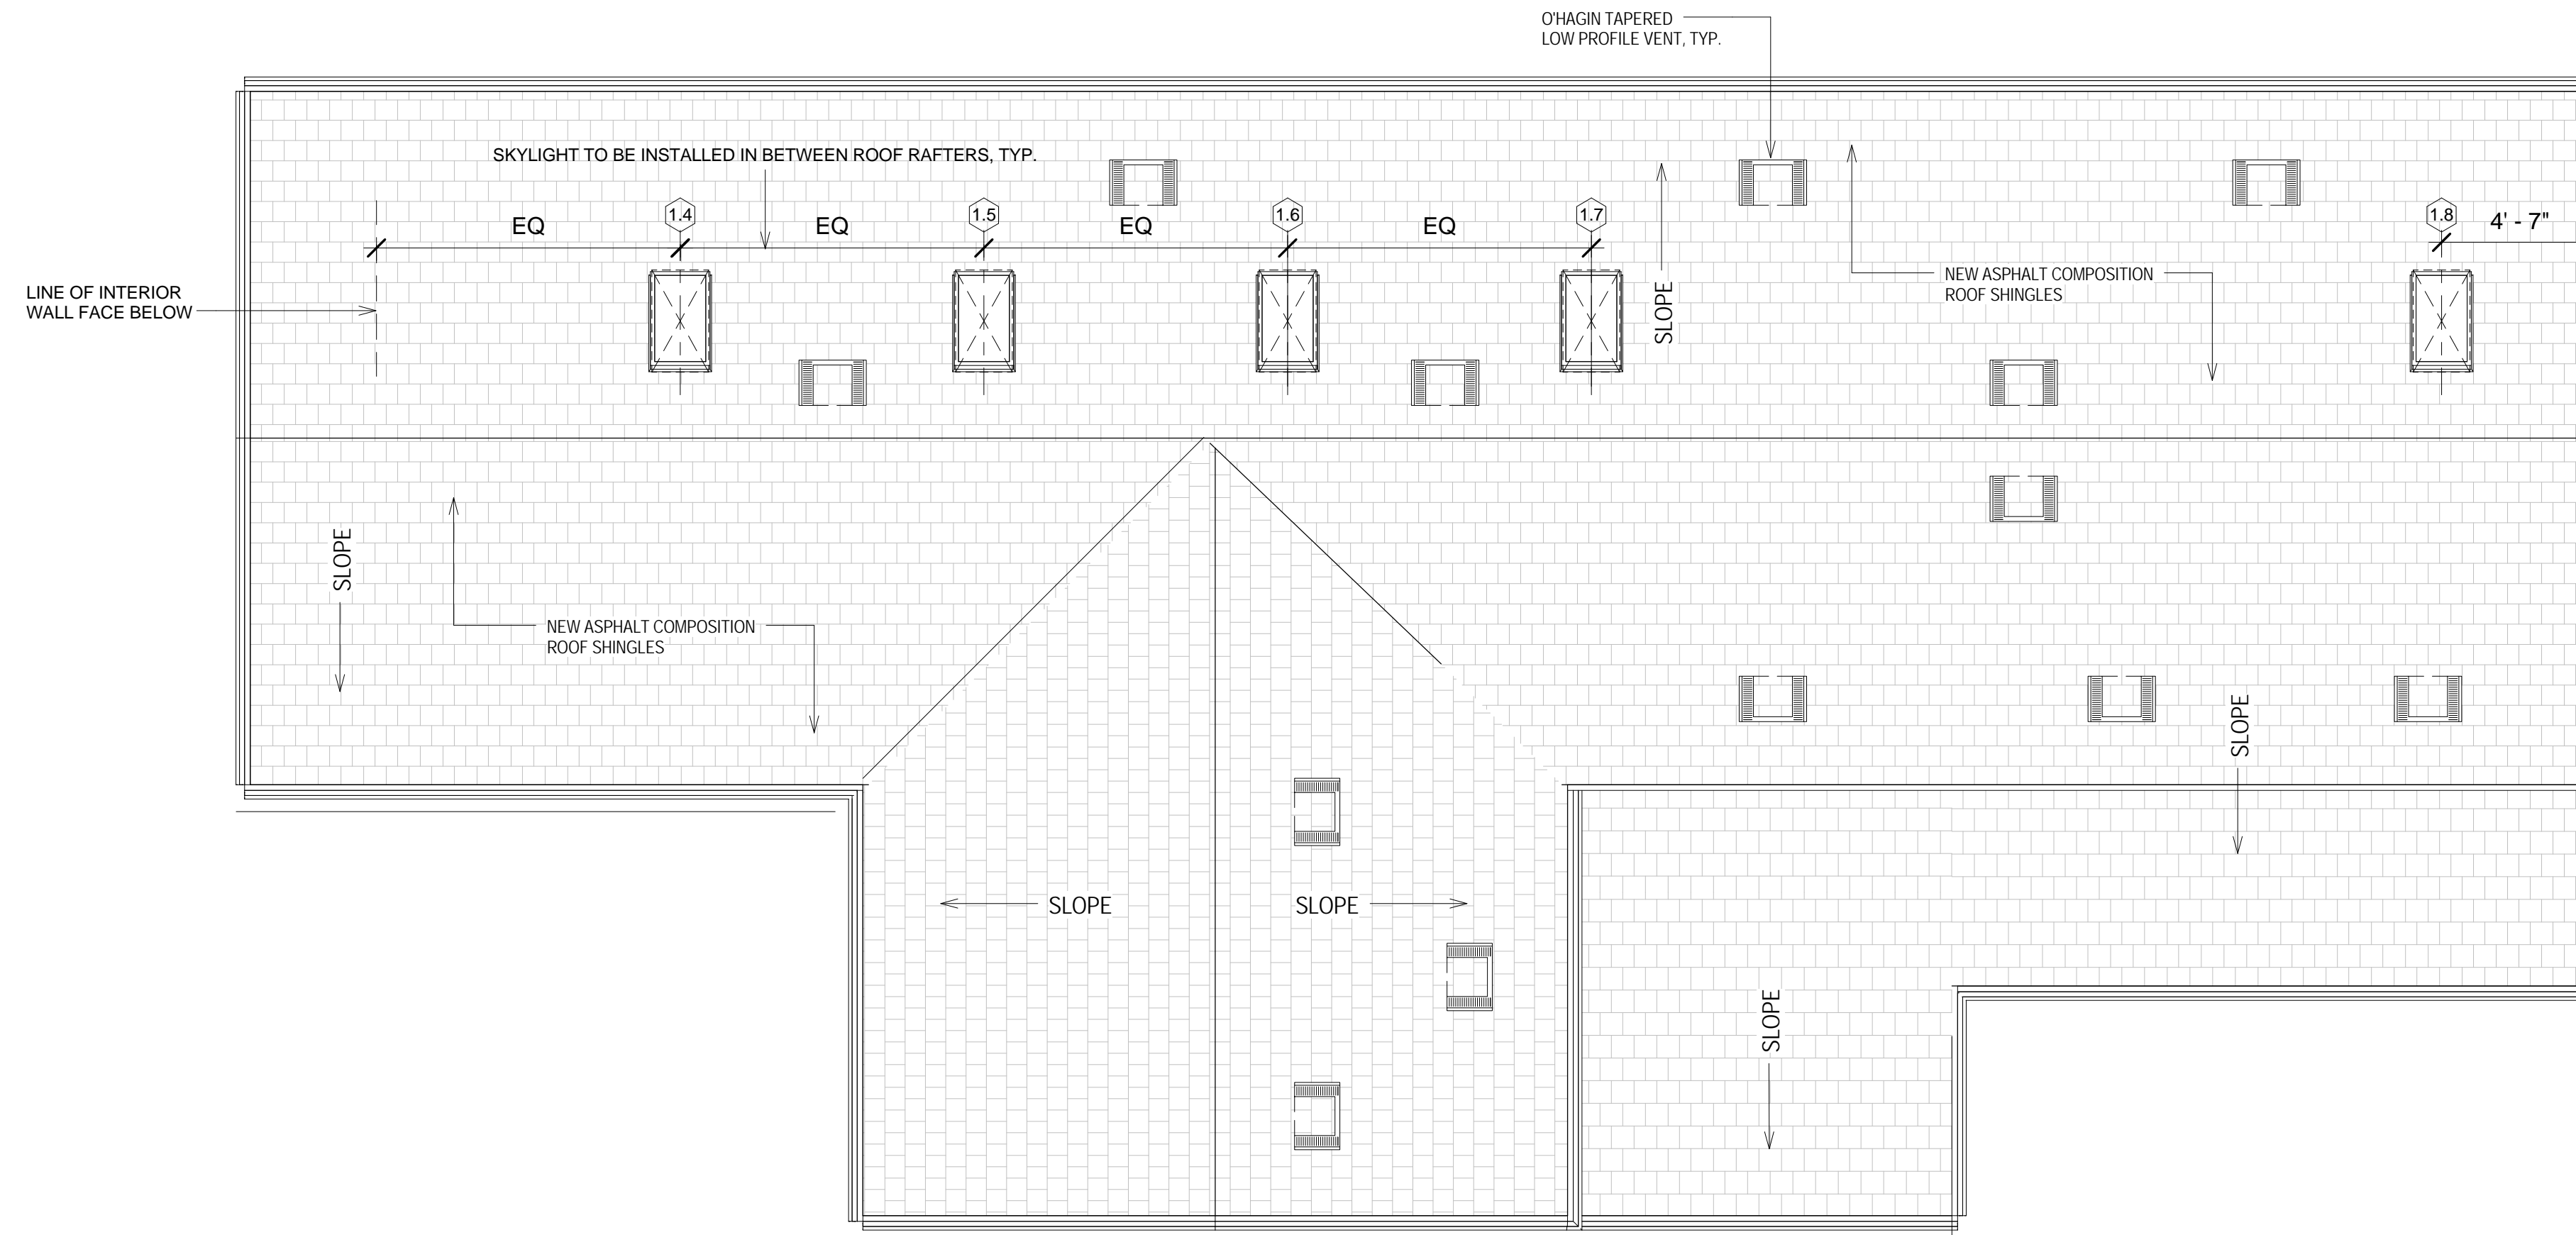 O'HAGIN TAPERED
LOW PROFILE VENT, TYP.
SKYLIGHT TO BE INSTALLED IN BETWEEN ROOF RAFTERS, TYP.
EQ
1.4
EQ
1.5
EQ
1.6
EQ
1.7
1.8
4' - 7"
LINE OF INTERIOR
WALL FACE BELOW
SLOPE
NEW ASPHALT COMPOSITION
ROOF SHINGLES
SLOPE
NEW ASPHALT COMPOSITION
ROOF SHINGLES
SLOPE
SLOPE
SLOPE
SLOPE